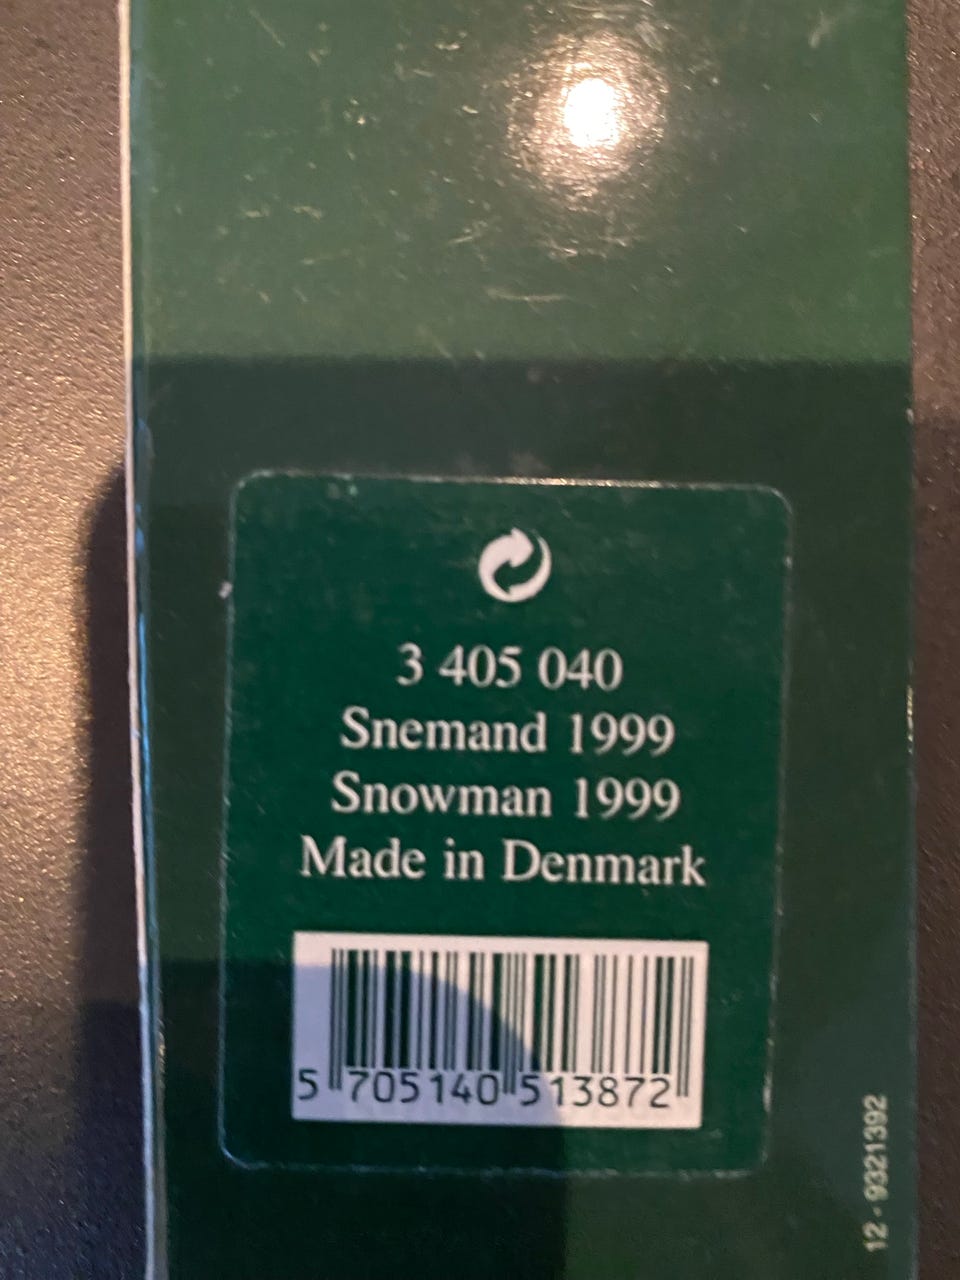 3 405 040
Snemand 1999
Snowman 1999
Made in Denmark
5 705140 513872
12 - 9321392